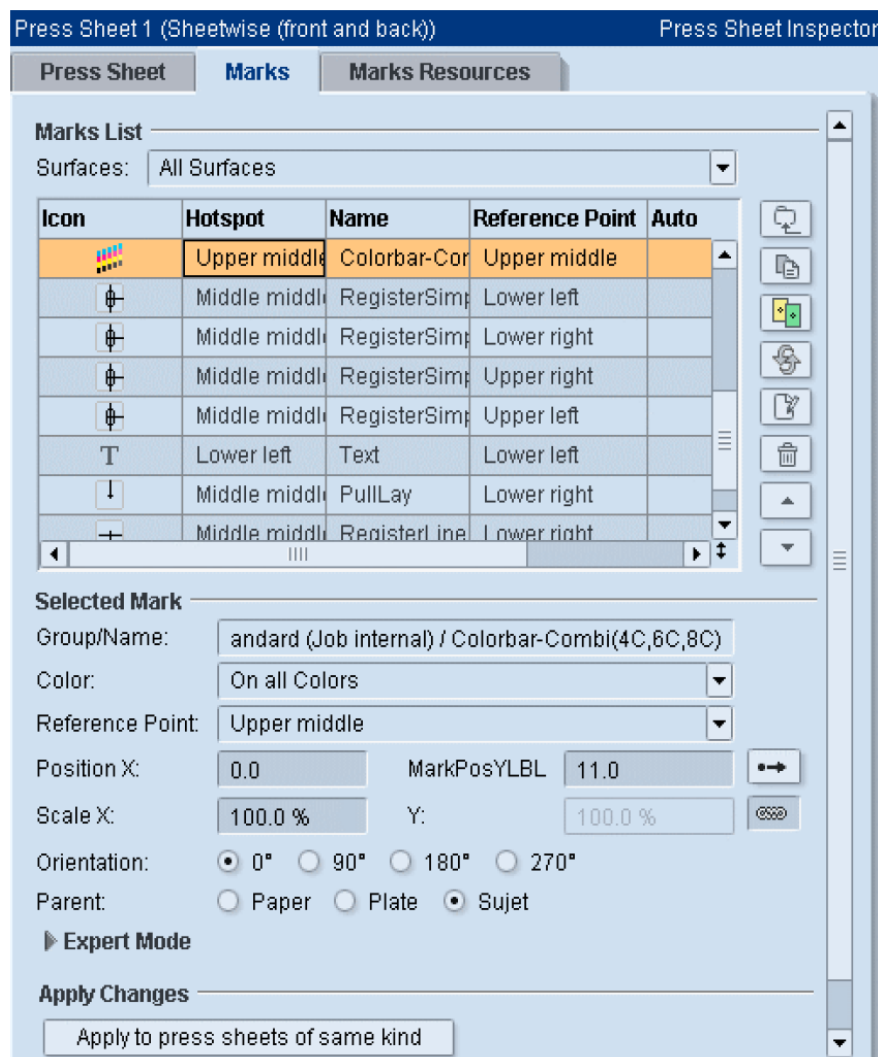 Press Sheet 1 (Sheetwise (front and back)) Press Sheet Inspector
Press Sheet Marks Marks Resources
Marks List
Surfaces: All Surfaces
Icon Hotspot Name Reference Point Auto
Upper middle Colorbar-Cor Upper middle
Middle middl RegisterSimp Lower left
Middle middl RegisterSimp Lower right
Middle middl RegisterSimp Upper right
Middle middl RegisterSimp Upper left
T Lower left Text Lower left
Middle middl PullLay Lower right
Middle middl RegisterLine Lower right
Selected Mark
Group/Name: andard (Job internal) / Colorbar-Combi(4C,6C,8C)
Color: On all Colors
Reference Point: Upper middle
Position X: 0.0 MarkPosYLBL 11.0
Scale X: 100.0 % Y: 100.0 %
Orientation: 0° 90° 180° 270°
Parent: Paper Plate Sujet
Expert Mode
Apply Changes
Apply to press sheets of same kind